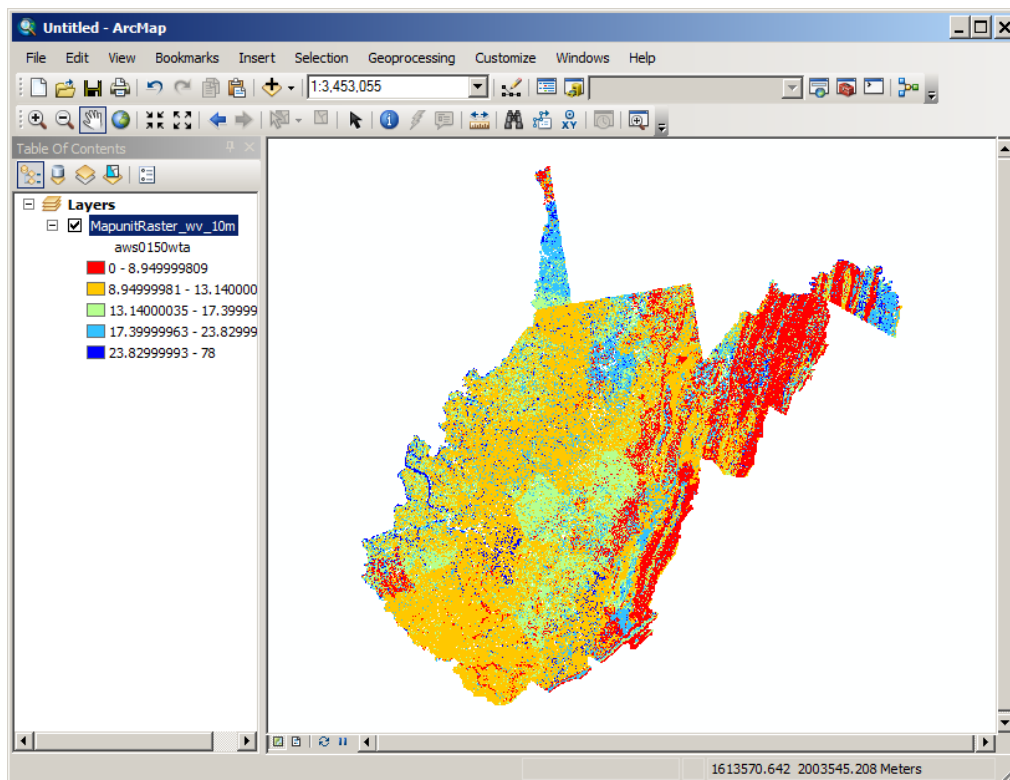 Untitled - ArcMap
File Edit View Bookmarks Insert Selection Geoprocessing Customize Windows Help
1:3,453,055
XY
Table Of Contents
Layers
MapunitRaster_wv_10m
aws0150wta
0 - 8.949999809
8.94999981 - 13.140000
13.14000035 - 17.39999
17.39999963 - 23.82999
23.82999993 - 78
1613570.642 2003545.208 Meters